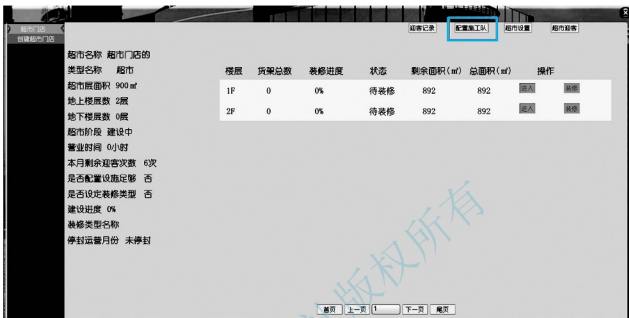 迎客记录 配置施工队 超市设置 超市迎客
超市门店
创建超市门店
超市名称 超市门店的
类型名称 超市
超市层面积 900㎡
地上楼层数 2层
地下楼层数 0层
超市阶段 建设中
营业时间 0小时
本月剩余迎客次数 6次
是否配置设施足够 否
是否设定装修类型 否
建设进度 0%
装修类型名称
停封运营月份 未停封
楼层 货架总数 装修进度 状态 剩余面积(㎡) 总面积(㎡) 操作
1F 0 0% 待装修 892 892 进入 装修
2F 0 0% 待装修 892 892 进入 装修
首页 上一页 1 下一页 尾页
版权所有